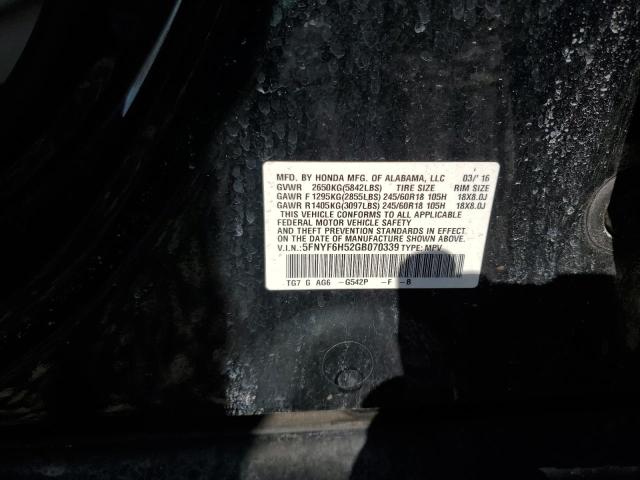 MFD. BY HONDA MFG. OF ALABAMA, LLC 03/'16
GVWR 2650KG(5842LBS) TIRE SIZE RIM SIZE
GAWR F 1295KG(2855LBS) 245/60R18 105H 18X8.0J
GAWR R 1405KG(3097LBS) 245/60R18 105H 18X8.0J
THIS VEHICLE CONFORMS TO ALL APPLICABLE
FEDERAL MOTOR VEHICLE SAFETY
AND THEFT PREVENTION STANDARDS IN EFFECT
ON THE DATE OF MANUFACTURE SHOWN ABOVE.
V.I.N.: 5FNYF6H52GB070339 TYPE: MPV
TG7 G AG6 -G542P -F -8